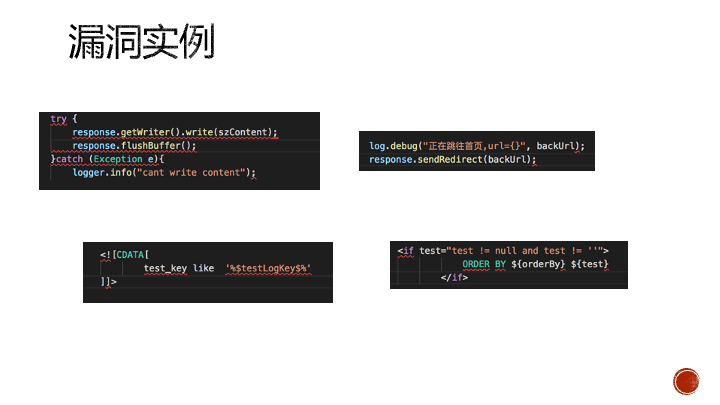 漏洞实例
try {
response.getWriter().write(szContent);
response.flushBuffer();
}catch (Exception e){
logger.info("cant write content");
log.debug("正在跳往首页,url={}", backUrl);
response.sendRedirect(backUrl);
<![CDATA[
test_key like '%$testLogKey$%'
]]>
<if test="test != null and test != ''">
ORDER BY ${orderBy} ${test}
</if>